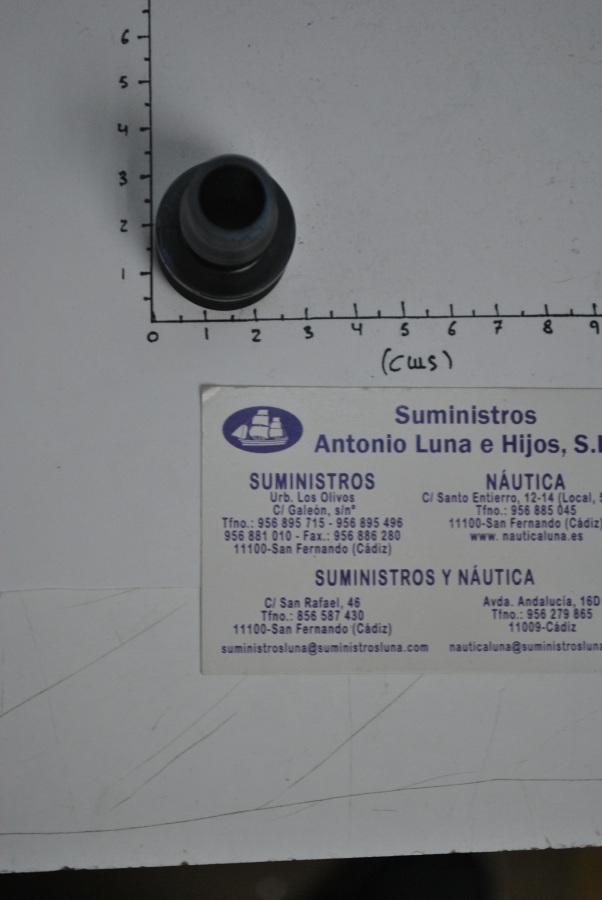 6
5
4
3
2
1
0 1 2 3 4 5 6 7 8 9
(cms)
Suministros
Antonio Luna e Hijos, S.
SUMINISTROS
Urb. Los Olivos
C/ Galeón, s/nº
Tfno.: 956 895 715 - 956 895 496
956 881 010 - Fax.: 956 886 280
11100-San Fernando (Cádiz)
NÁUTICA
C/ Santo Entierro, 12-14 (Local,
Tfno.: 956 885 045
11100-San Fernando (Cádiz)
www. nauticaluna.es
SUMINISTROS Y NÁUTICA
C/ San Rafael, 46
Tfno.: 856 587 430
11100-San Fernando (Cádiz)
suministrosluna@suministrosluna.com
Avda. Andalucía, 16D
Tfno.: 956 279 865
11009-Cádiz
nauticaluna@suministrosluna